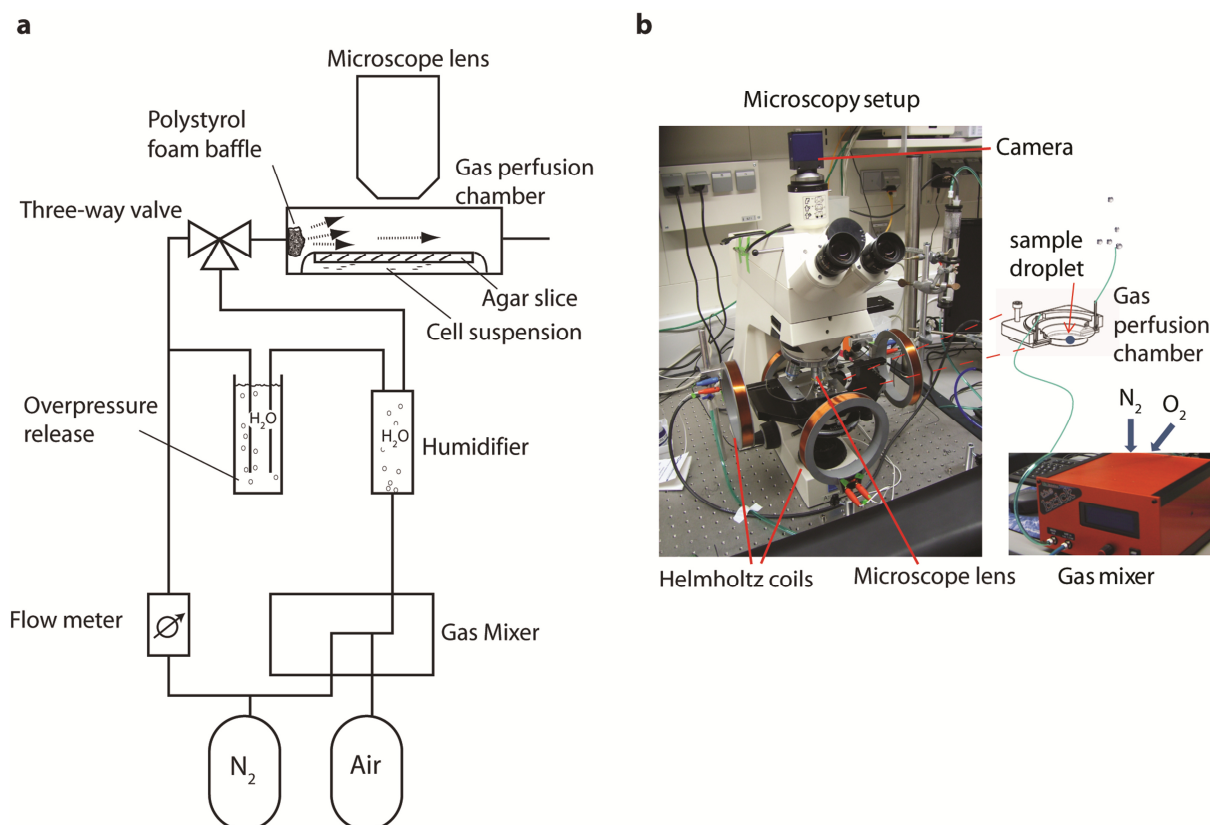 a
Microscope lens
Polystyrol
foam baffle
Gas perfusion
chamber
Three-way valve
Agar slice
Cell suspension
Overpressure
release
H₂O
H₂O
Humidifier
Flow meter
Gas Mixer
N₂
Air
b
Microscopy setup
Camera
sample
droplet
Gas
perfusion
chamber
N₂
O₂
Helmholtz coils
Microscope lens
Gas mixer